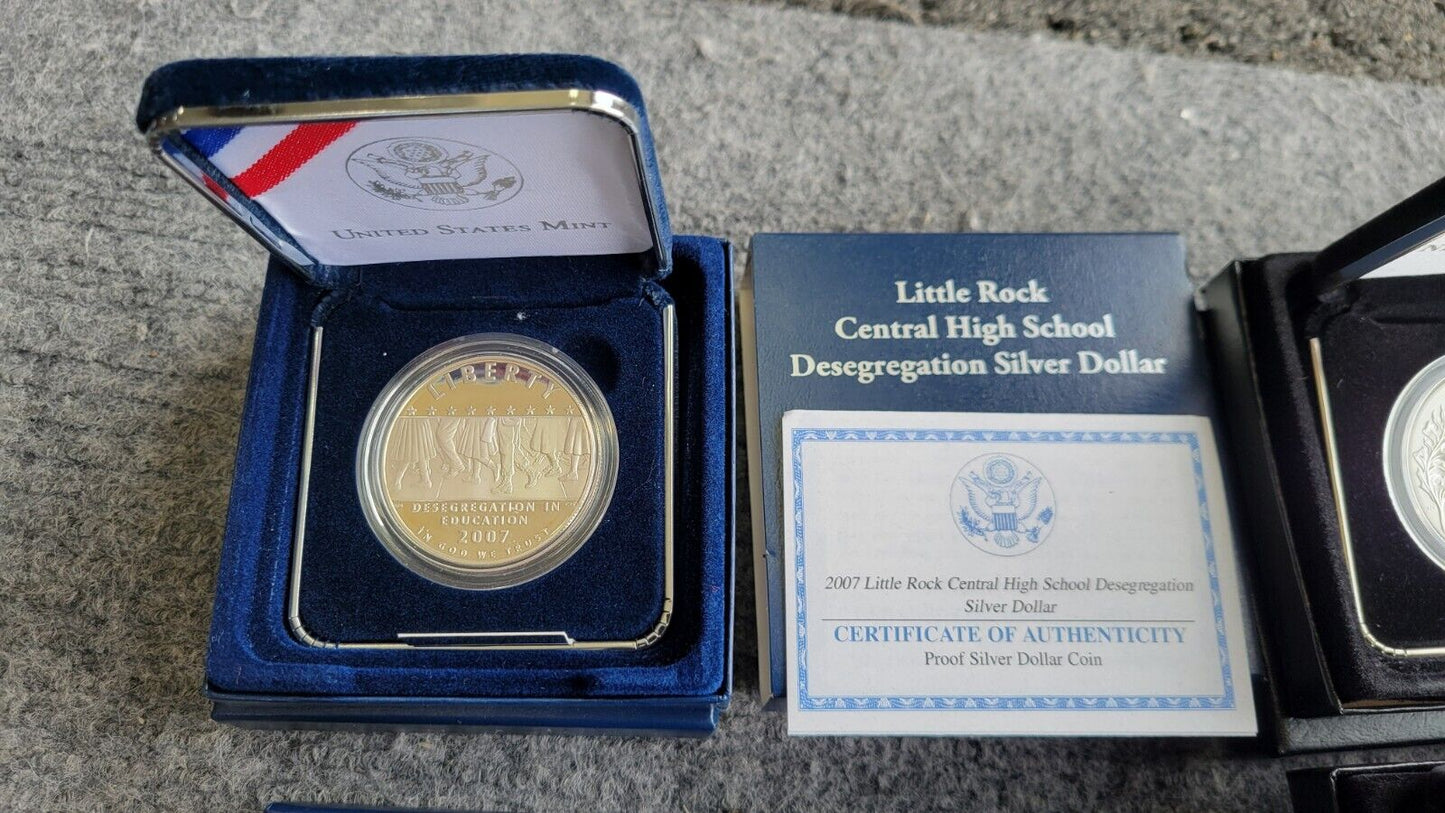 UNITED STATES MINT
LIBERTY
DESEGREGATION IN
EDUCATION
2007
IN GOD WE TRUST
Little Rock
Central High School
Desegregation Silver Dollar
2007 Little Rock Central High School Desegregation
Silver Dollar
CERTIFICATE OF AUTHENTICITY
Proof Silver Dollar Coin